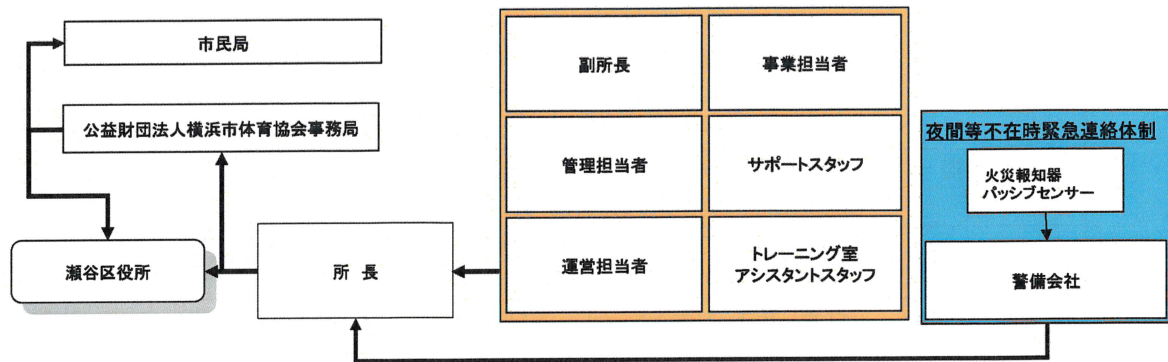 市民局
公益財団法人横浜市体育協会事務局
瀬谷区役所
所 長
副所長
事業担当者
管理担当者
サポートスタッフ
運営担当者
トレーニング室
アシスタントスタッフ
夜間等不在時緊急連絡体制
火災報知器
パッシブセンサー
警備会社